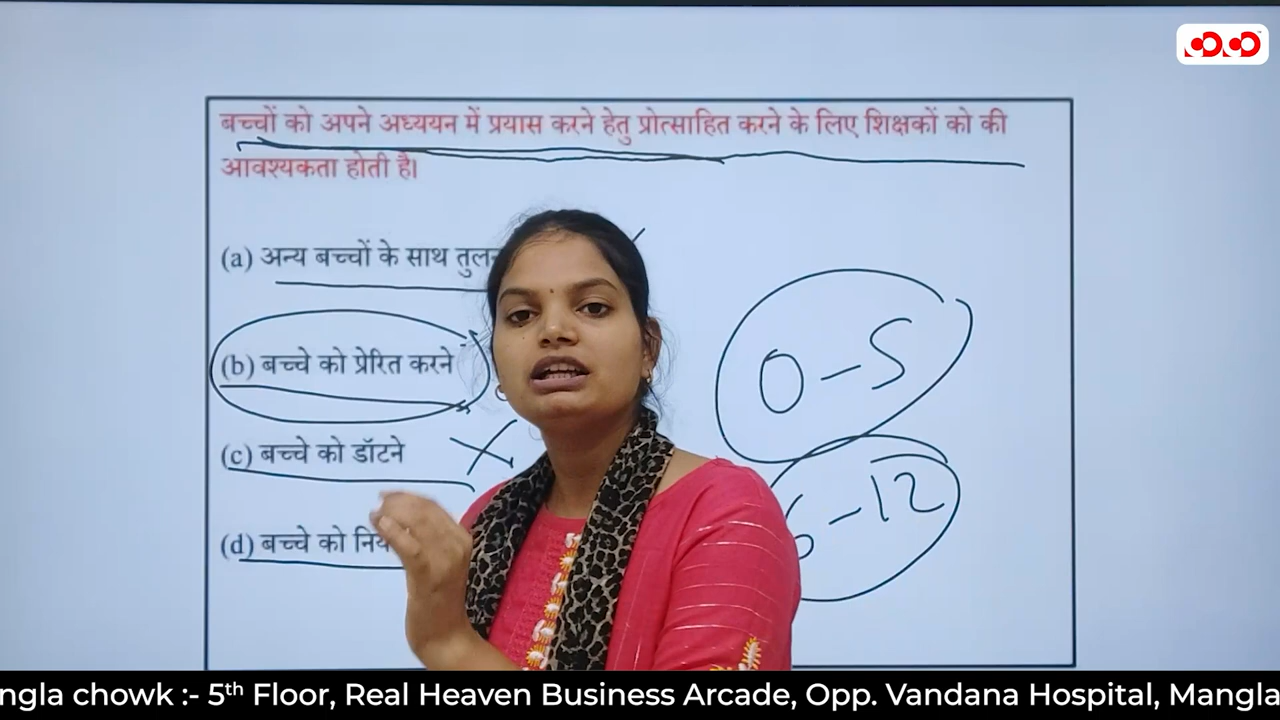 बच्चों को अपने अध्ययन में प्रयास करने हेतु प्रोत्साहित करने के लिए शिक्षकों को की
आवश्यकता होती है।
(a) अन्य बच्चों के साथ
(b) बच्चे को प्रेरित करने
0-5
(c) बच्चे को डॉटने
-12
(d) बच्चे को
ngla chowk :- 5th Floor, Real Heaven Business Arcade, Opp. Vandana Hospital, Mangla